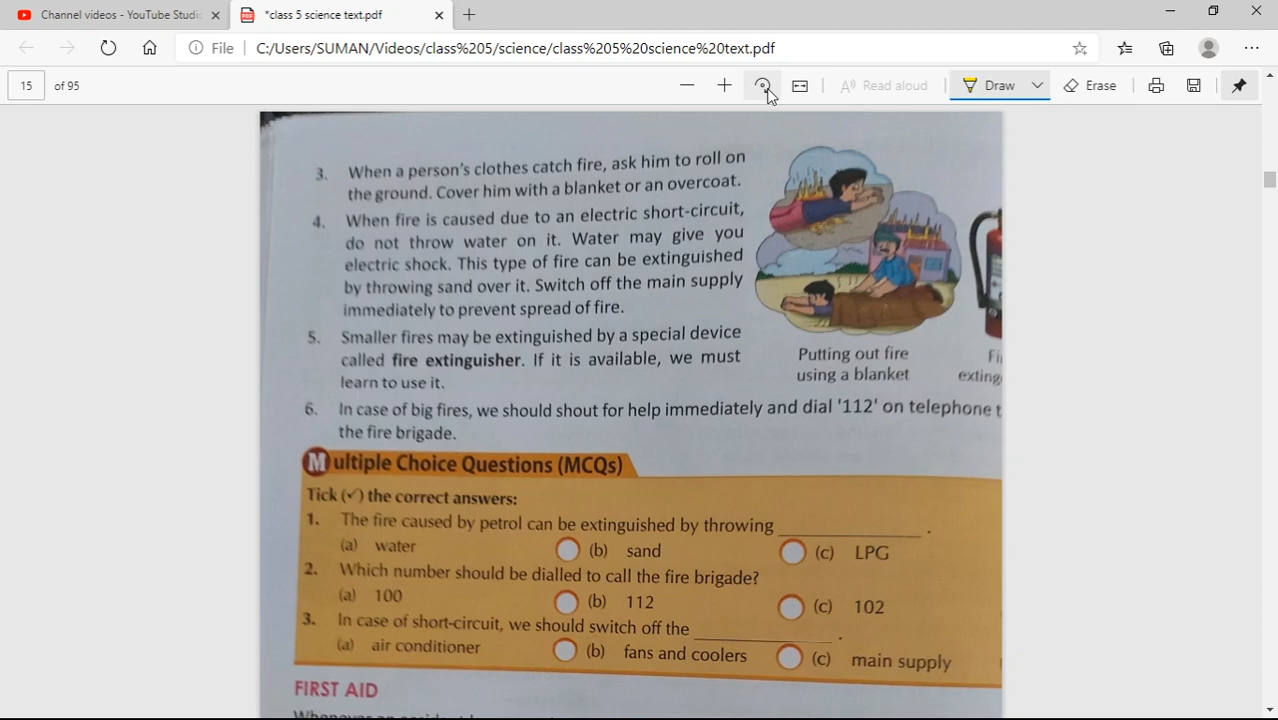 Channel videos - YouTube Studi
*class 5 science text.pdf
File C:/Users/SUMAN/Videos/class%205/science/class%205%20science%20text.pdf
15 of 95
Read aloud
Draw
Erase
3. When a person's clothes catch fire, ask him to roll on
the ground. Cover him with a blanket or an overcoat.
4. When fire is caused due to an electric short-circuit,
do not throw water on it. Water may give you
electric shock. This type of fire can be extinguished
by throwing sand over it. Switch off the main supply
immediately to prevent spread of fire.
5. Smaller fires may be extinguished by a special device
called fire extinguisher. If it is available, we must
learn to use it.
Putting out fire
using a blanket
Fi
exting
6. In case of big fires, we should shout for help immediately and dial '112' on telephone t
the fire brigade.
Multiple Choice Questions (MCQs)
Tick (✓) the correct answers:
1. The fire caused by petrol can be extinguished by throwing ____________ .
(a) water (b) sand (c) LPG
2. Which number should be dialled to call the fire brigade?
(a) 100 (b) 112 (c) 102
3. In case of short-circuit, we should switch off the ____________ .
(a) air conditioner (b) fans and coolers (c) main supply
FIRST AID